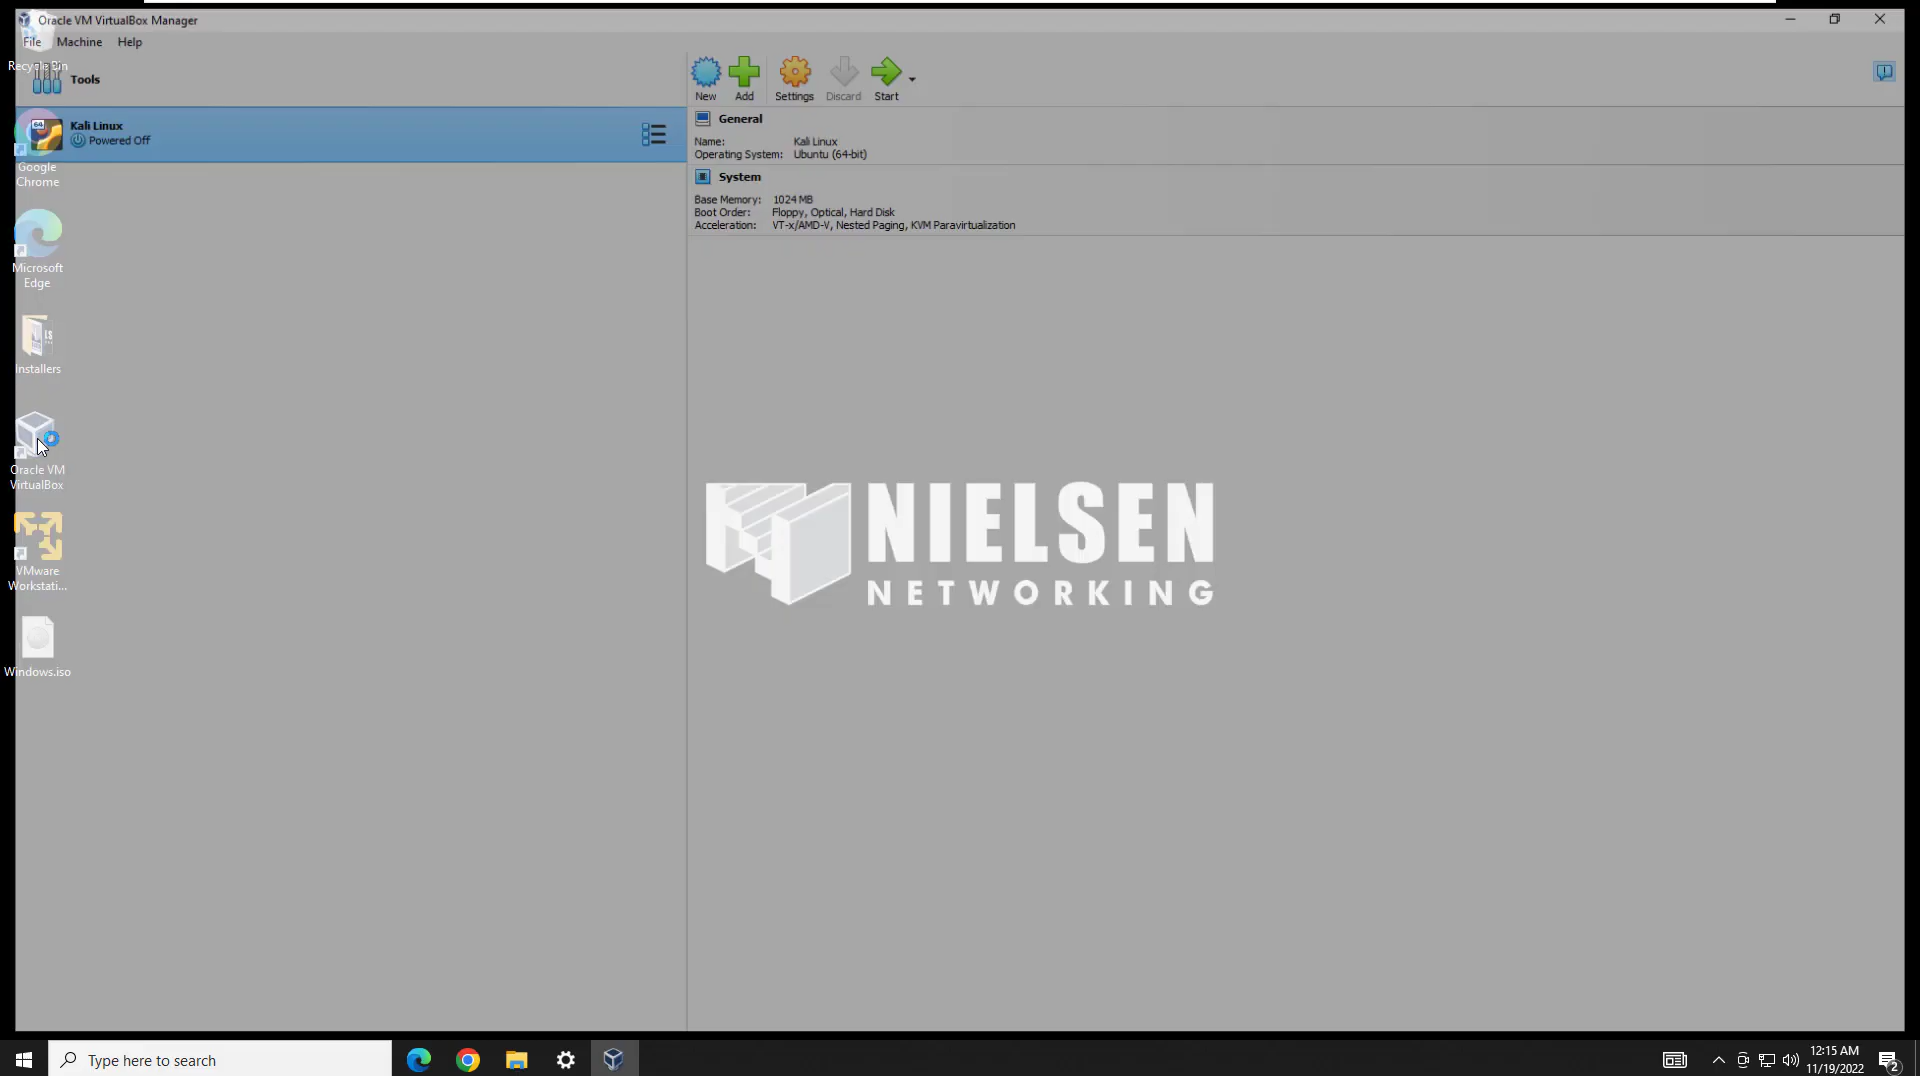 Oracle VM VirtualBox Manager
File
Machine
Help
Recycle Bin
Tools
New
Add
Settings
Discard
Start
64
Kali Linux
Powered Off
General
Name:
Kali Linux
Operating System:
Ubuntu (64-bit)
System
Base Memory:
1024 MB
Boot Order:
Floppy, Optical, Hard Disk
Acceleration:
VT-x/AMD-V, Nested Paging, KVM Paravirtualization
Google
Chrome
Microsoft
Edge
Installers
Oracle VM
VirtualBox
VMware
Workstati...
Windows.iso
NIELSEN
NETWORKING
Type here to search
12:15 AM
11/19/2022
2